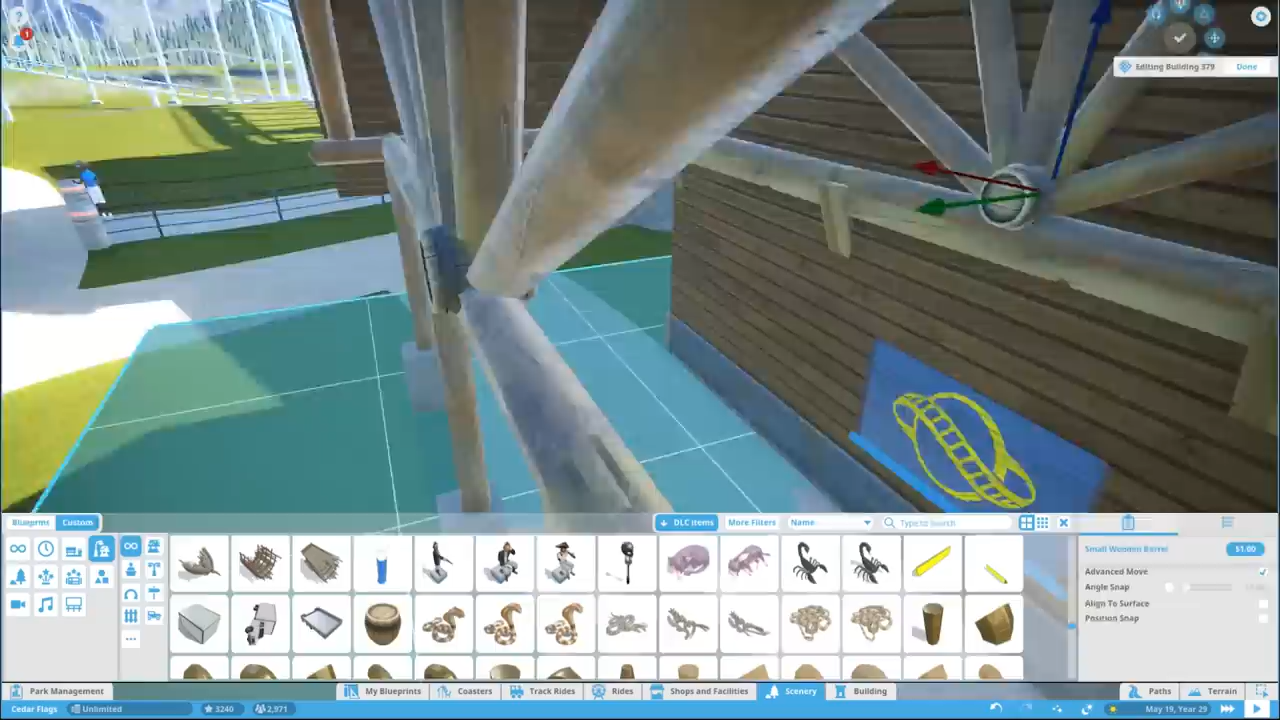 ?
1
Editing Building 379 Done
Blueprint Custom
DLC Items More Filters Name Type to Search
Small Wooden Barrel $1.00
Advanced Move
Angle Snap
Align To Surface
Position Snap
Park Management My Blueprints Coasters Track Rides Rides Shops and Facilities Scenery Building Paths Terrain
Cedar Flags Unlimited 3240 2,971 May 19, Year 29